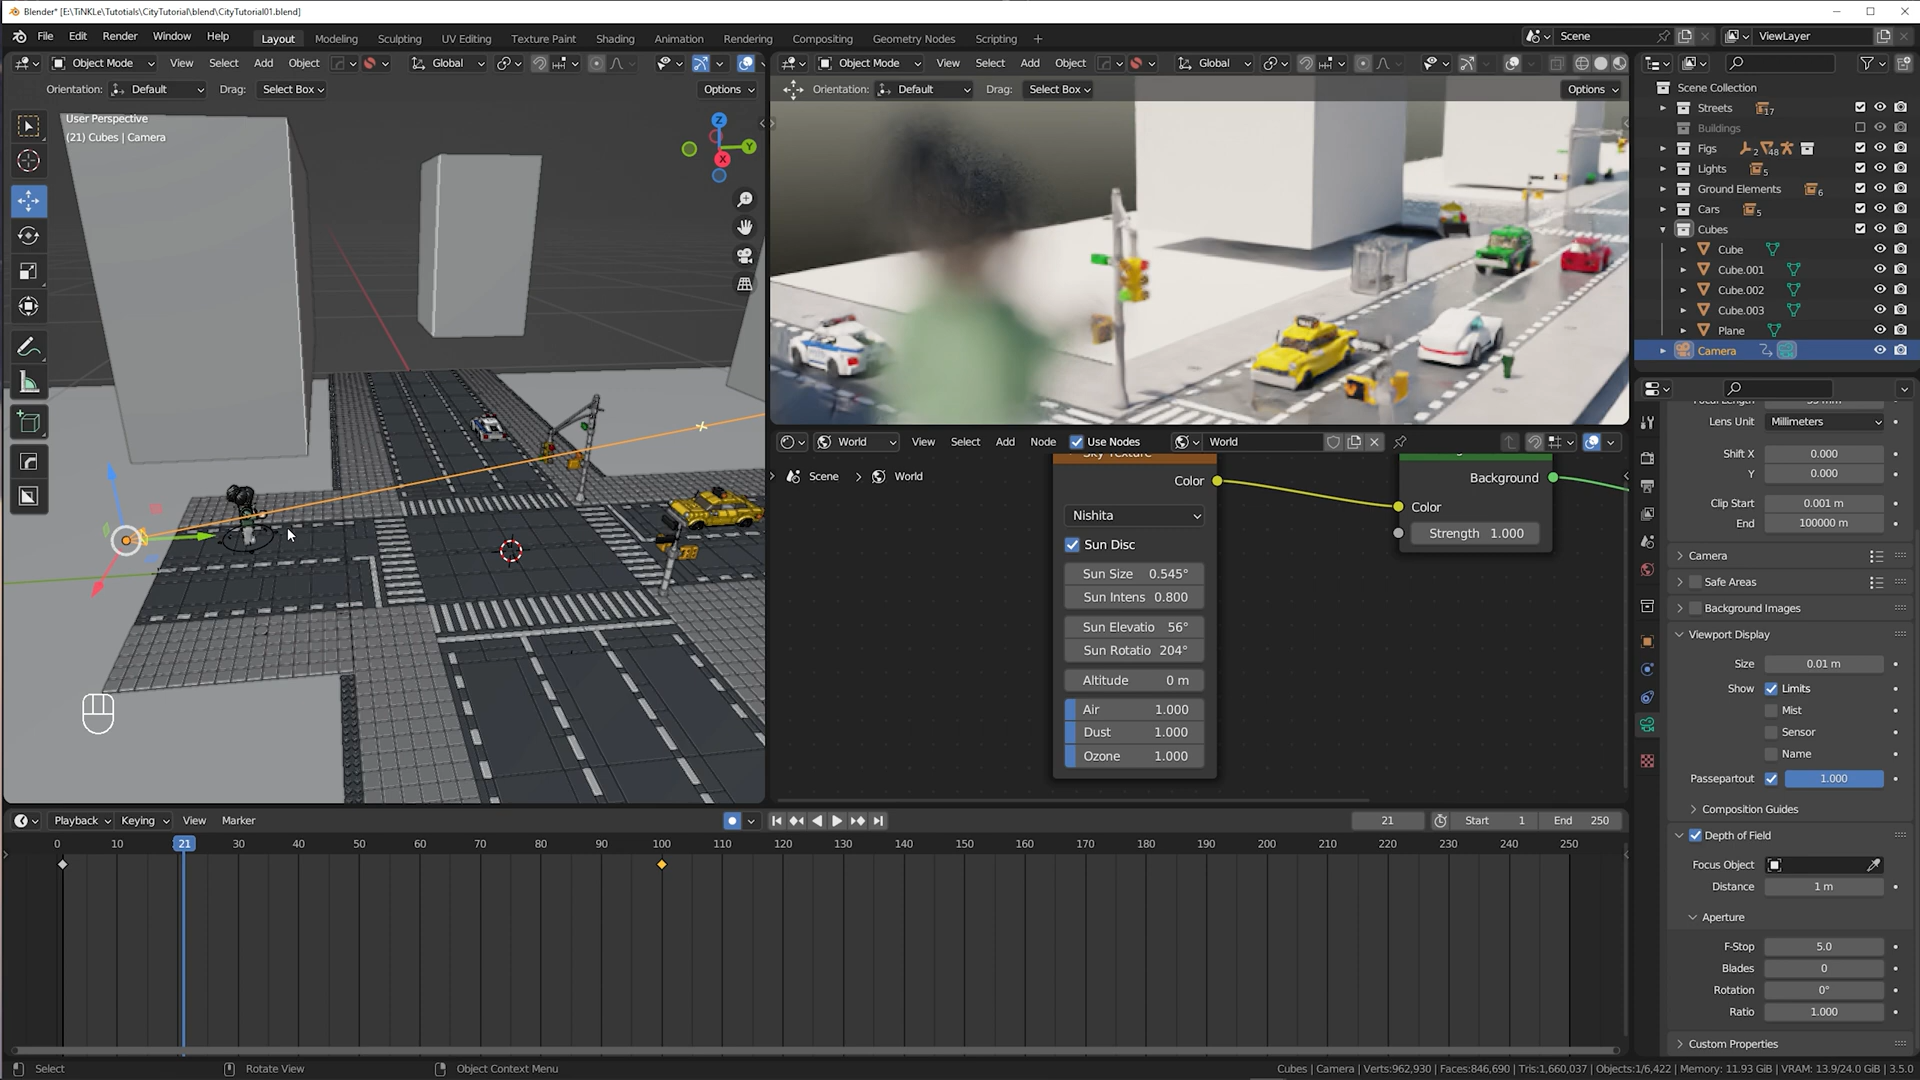 Blender* [E:\TiNKLe\Tutotials\CityTutorial\blend\CityTutorial01.blend]
File Edit Render Window Help Layout Modeling Sculpting UV Editing Texture Paint Shading Animation Rendering Compositing Geometry Nodes Scripting + Scene ViewLayer
Object Mode View Select Add Object Global
Orientation: Default Drag: Select Box Options
User Perspective
(21) Cubes | Camera
Z
Y
X
Object Mode View Select Add Object Global
Orientation: Default Drag: Select Box Options
World View Select Add Node Use Nodes World
Scene > World
Color
Nishita
Sun Disc
Sun Size 0.545°
Sun Intens 0.800
Sun Elevatio 56°
Sun Rotatio 204°
Altitude 0 m
Air 1.000
Dust 1.000
Ozone 1.000
Background
Color
Strength 1.000
Scene Collection
Streets 17
Buildings
Figs 2 48
Lights 5
Ground Elements 6
Cars 5
Cubes
Cube
Cube.001
Cube.002
Cube.003
Plane
Camera
Lens Unit Millimeters
Shift X 0.000
Y 0.000
Clip Start 0.001 m
End 100000 m
Camera
Safe Areas
Background Images
Viewport Display
Size 0.01 m
Show Limits
Mist
Sensor
Name
Passepartout 1.000
Composition Guides
Depth of Field
Focus Object
Distance 1 m
Aperture
F-Stop 5.0
Blades 0
Rotation 0°
Ratio 1.000
Custom Properties
Playback Keying View Marker 21 Start 1 End 250
0 10 21 30 40 50 60 70 80 90 100 110 120 130 140 150 160 170 180 190 200 210 220 230 240 250
Select Rotate View Object Context Menu Cubes | Camera | Verts:962,930 | Faces:846,690 | Tris:1,660,037 | Objects:1/6,422 | Memory: 11.93 GiB | VRAM: 13.9/24.0 GiB | 3.5.0